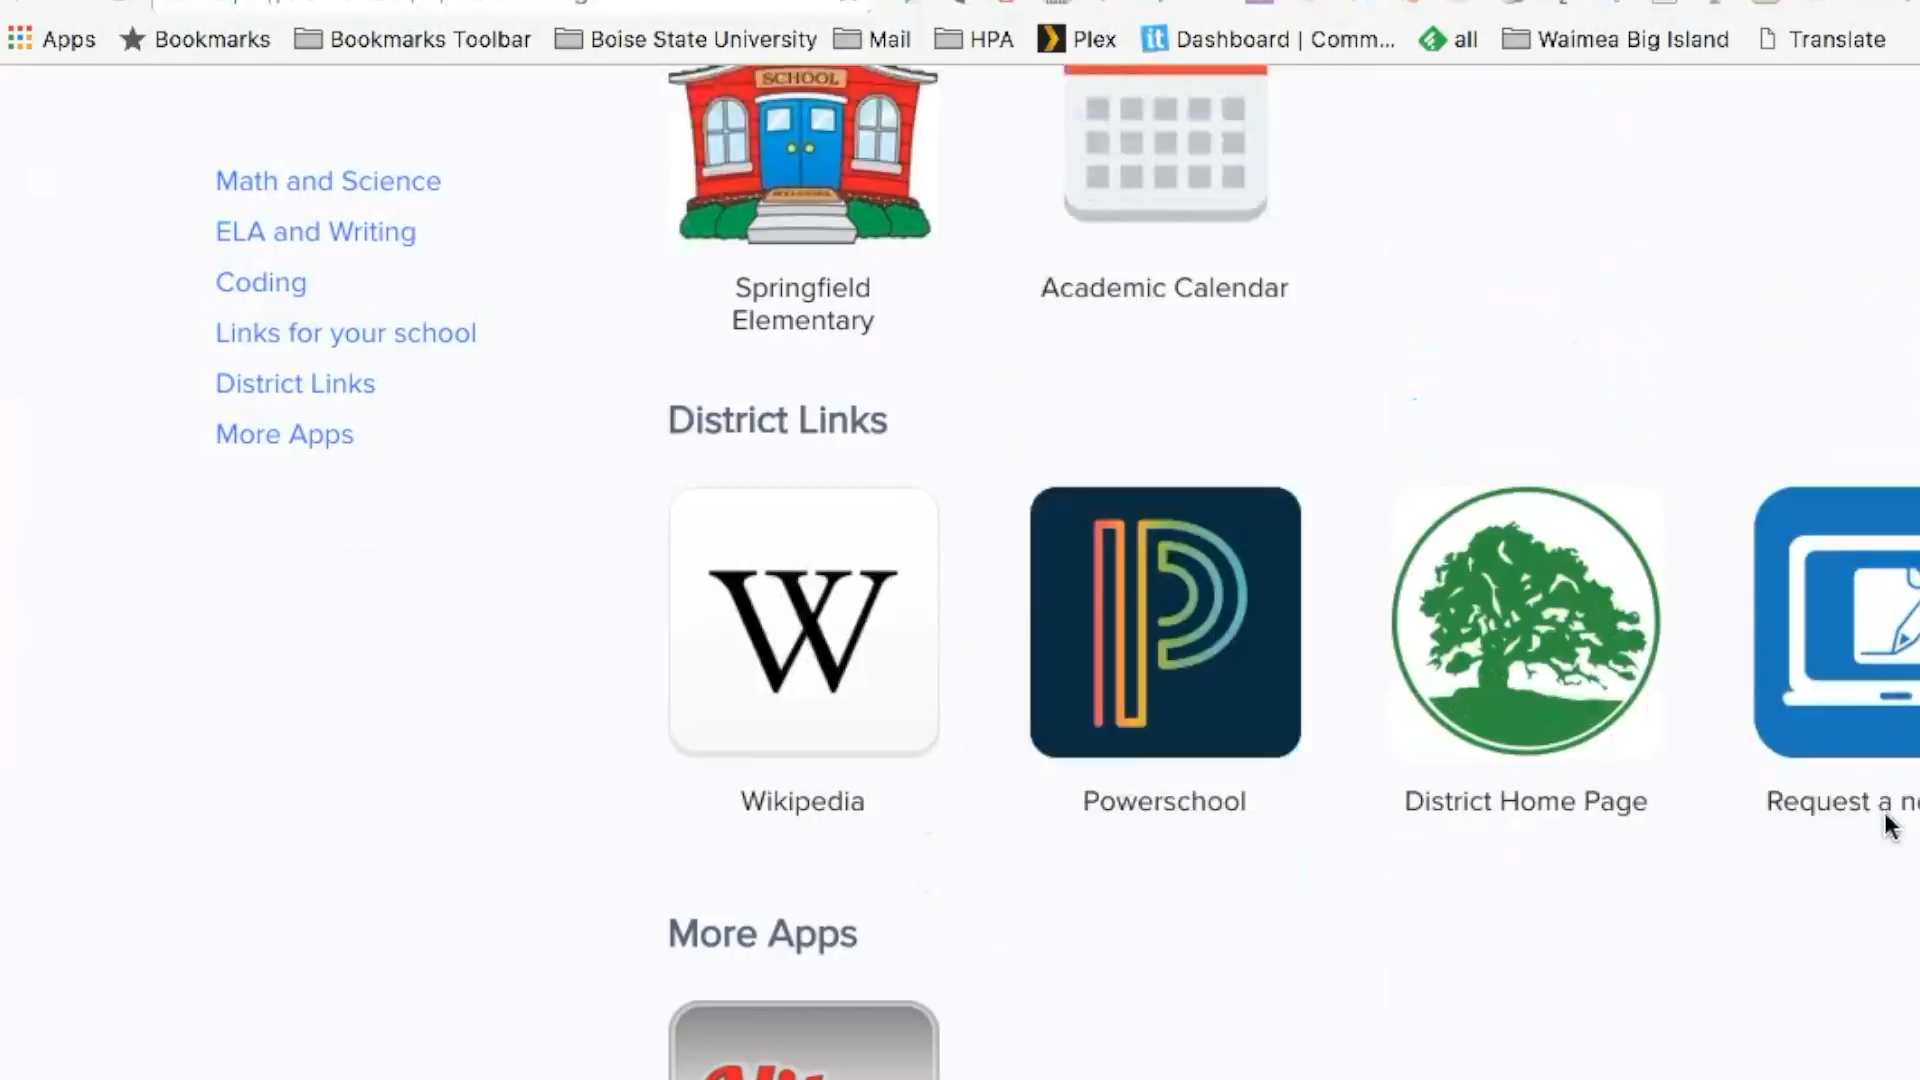 Apps
Bookmarks
Bookmarks Toolbar
Boise State University
Mail
HPA
Plex
it
Dashboard | Comm...
all
Waimea Big Island
Translate
SCHOOL
WELCOME
Math and Science
ELA and Writing
Coding
Links for your school
District Links
More Apps
Springfield
Elementary
Academic Calendar
District Links
W
P
Wikipedia
Powerschool
District Home Page
Request a
More Apps